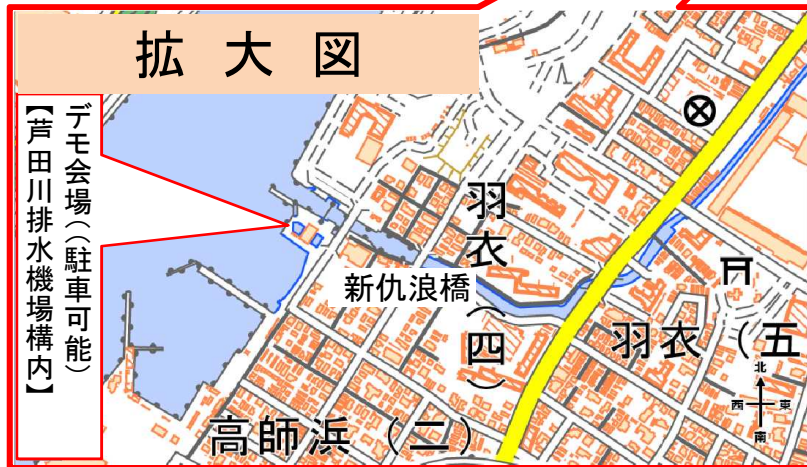 拡大図
デモ会場(駐車可能)
【芦田川排水機場構内】
羽衣(四)
新仇浪橋
羽衣(五
高師浜(二)
北
西 東
南